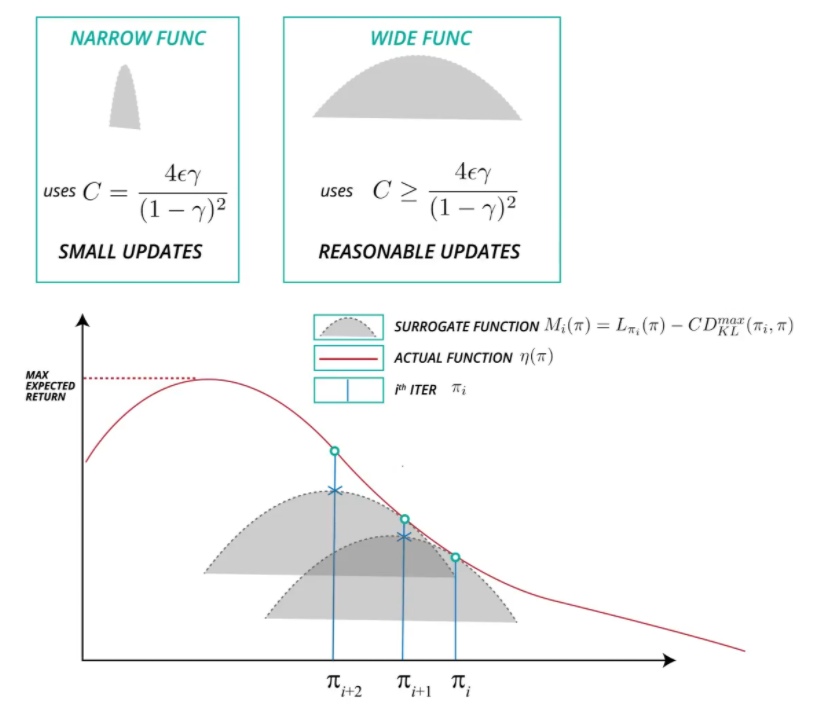 NARROW FUNC
uses C = 4ϵγ / (1 − γ)²
SMALL UPDATES
WIDE FUNC
uses C ≥ 4ϵγ / (1 − γ)²
REASONABLE UPDATES
SURROGATE FUNCTION Mᵢ(π) = L_πᵢ(π) − CD_KL^max(πᵢ, π)
ACTUAL FUNCTION η(π)
iᵗʰ ITER πᵢ
MAX
EXPECTED
RETURN
πᵢ₊₂ πᵢ₊₁ πᵢ